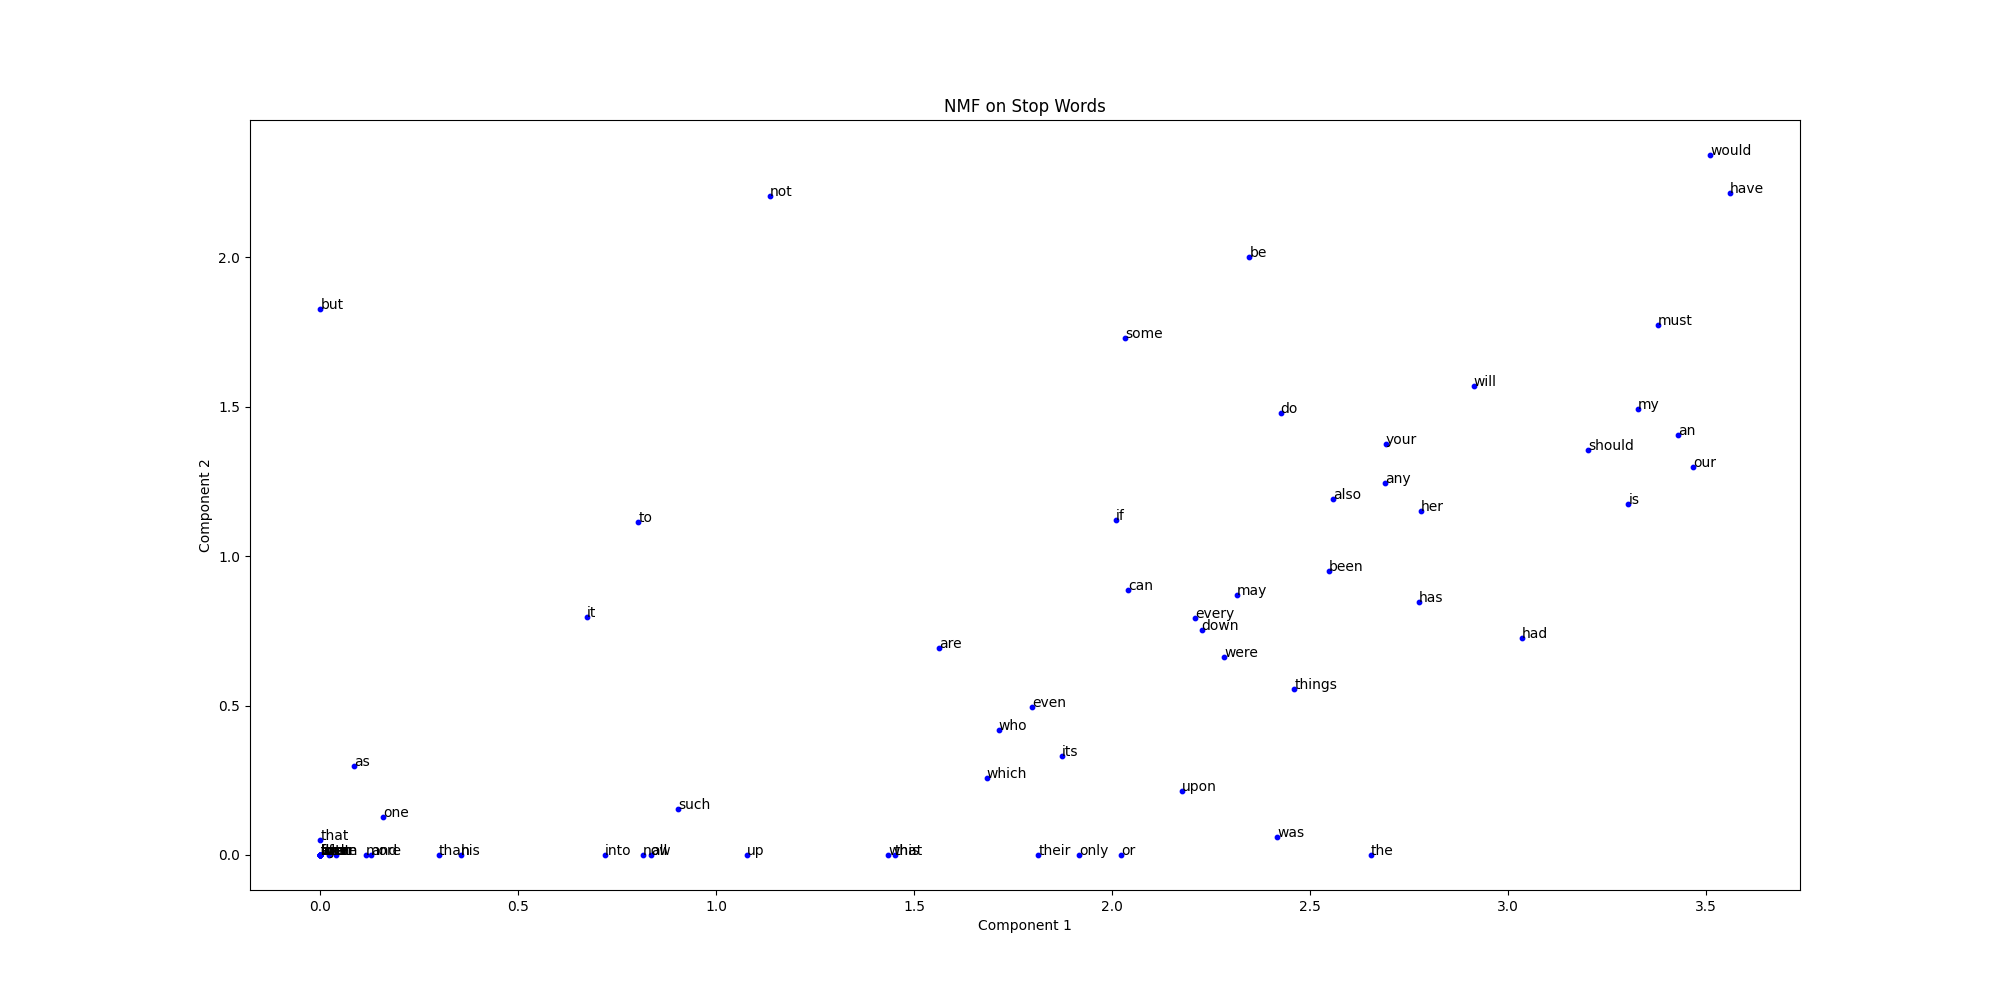 NMF on Stop Words
would
not
have
be
2.0
but
must
some
will
1.5
do
my
an
your
should
our
any
also
her
is
if
to
Component 2
1.0
been
can
may
has
it
every
down
had
are
were
things
0.5
even
who
its
as
which
upon
such
one
was
that
0.0
more
than
his
into
now
all
up
what
this
their
only
or
the
0.0 0.5 1.0 1.5 2.0 2.5 3.0 3.5
Component 1